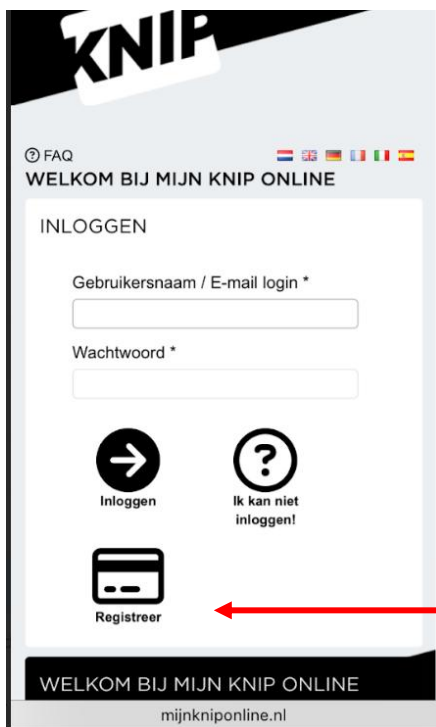 KNIP
FAQ
WELKOM BIJ MIJN KNIP ONLINE
INLOGGEN
Gebruikersnaam / E-mail login *
Wachtwoord *
Inloggen
Ik kan niet
inloggen!
Registreer
WELKOM BIJ MIJN KNIP ONLINE
mijnkniponline.nl